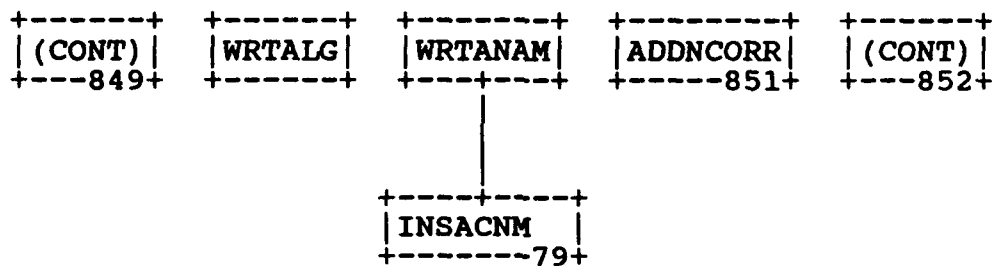 (CONT) WRTALG WRTANAM ADDNCORR (CONT)
849 851 852
INSACNM
79